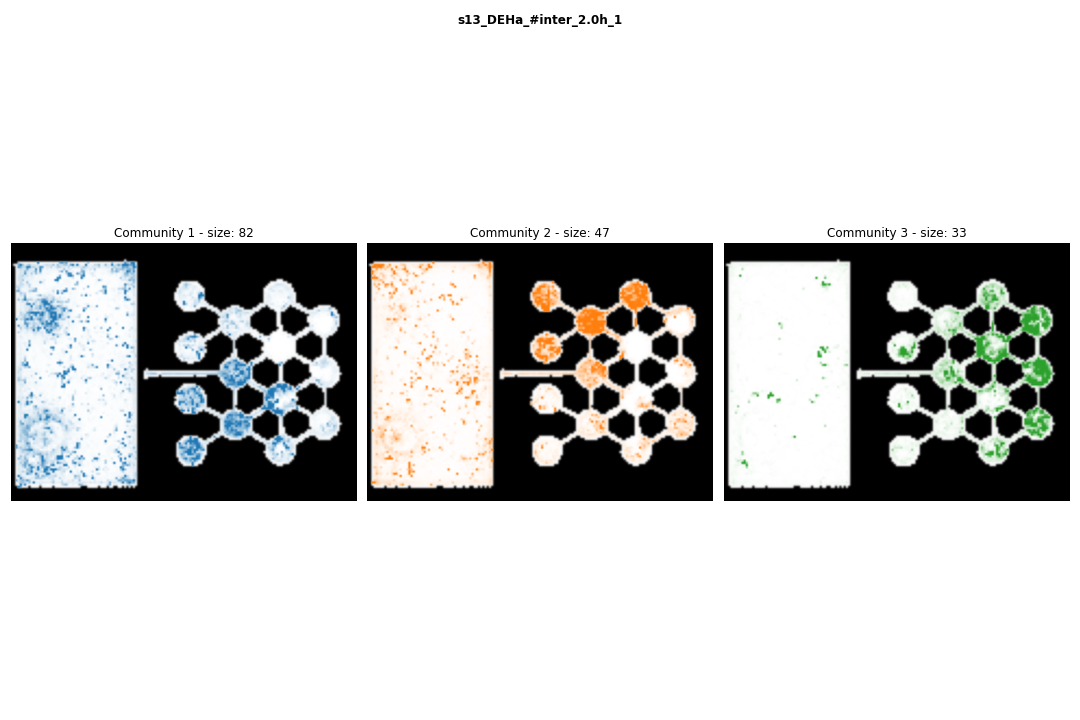 s13_DEHa_#inter_2.0h_1
Community 1 - size: 82
Community 2 - size: 47
Community 3 - size: 33